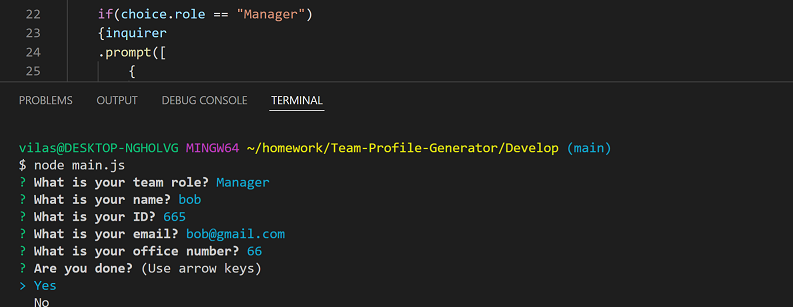 22 if(choice.role == "Manager")
23 {inquirer
24 .prompt([
25 {
PROBLEMS OUTPUT DEBUG CONSOLE TERMINAL
vilas@DESKTOP-NGHOLVG MINGW64 ~/homework/Team-Profile-Generator/Develop (main)
$ node main.js
? What is your team role? Manager
? What is your name? bob
? What is your ID? 665
? What is your email? bob@gmail.com
? What is your office number? 66
? Are you done? (Use arrow keys)
> Yes
No